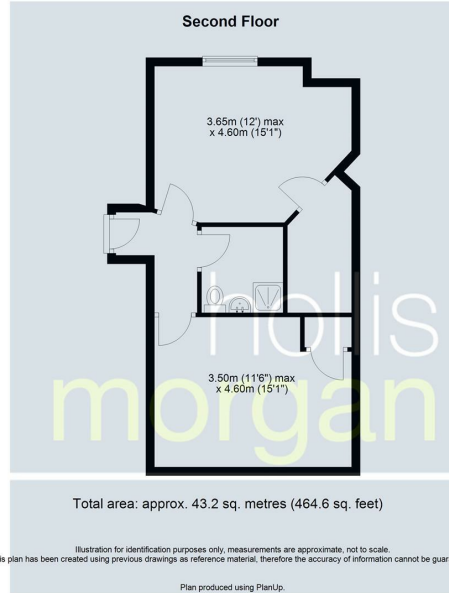 Second Floor
3.65m (12') max
x 4.60m (15'1")
hollis
morgan
3.50m (11'6") max
x 4.60m (15'1")
Total area: approx. 43.2 sq. metres (464.6 sq. feet)
Illustration for identification purposes only, measurements are approximate, not to scale.
is plan has been created using previous drawings as reference material, therefore the accuracy of information cannot be guar
Plan produced using PlanUp.